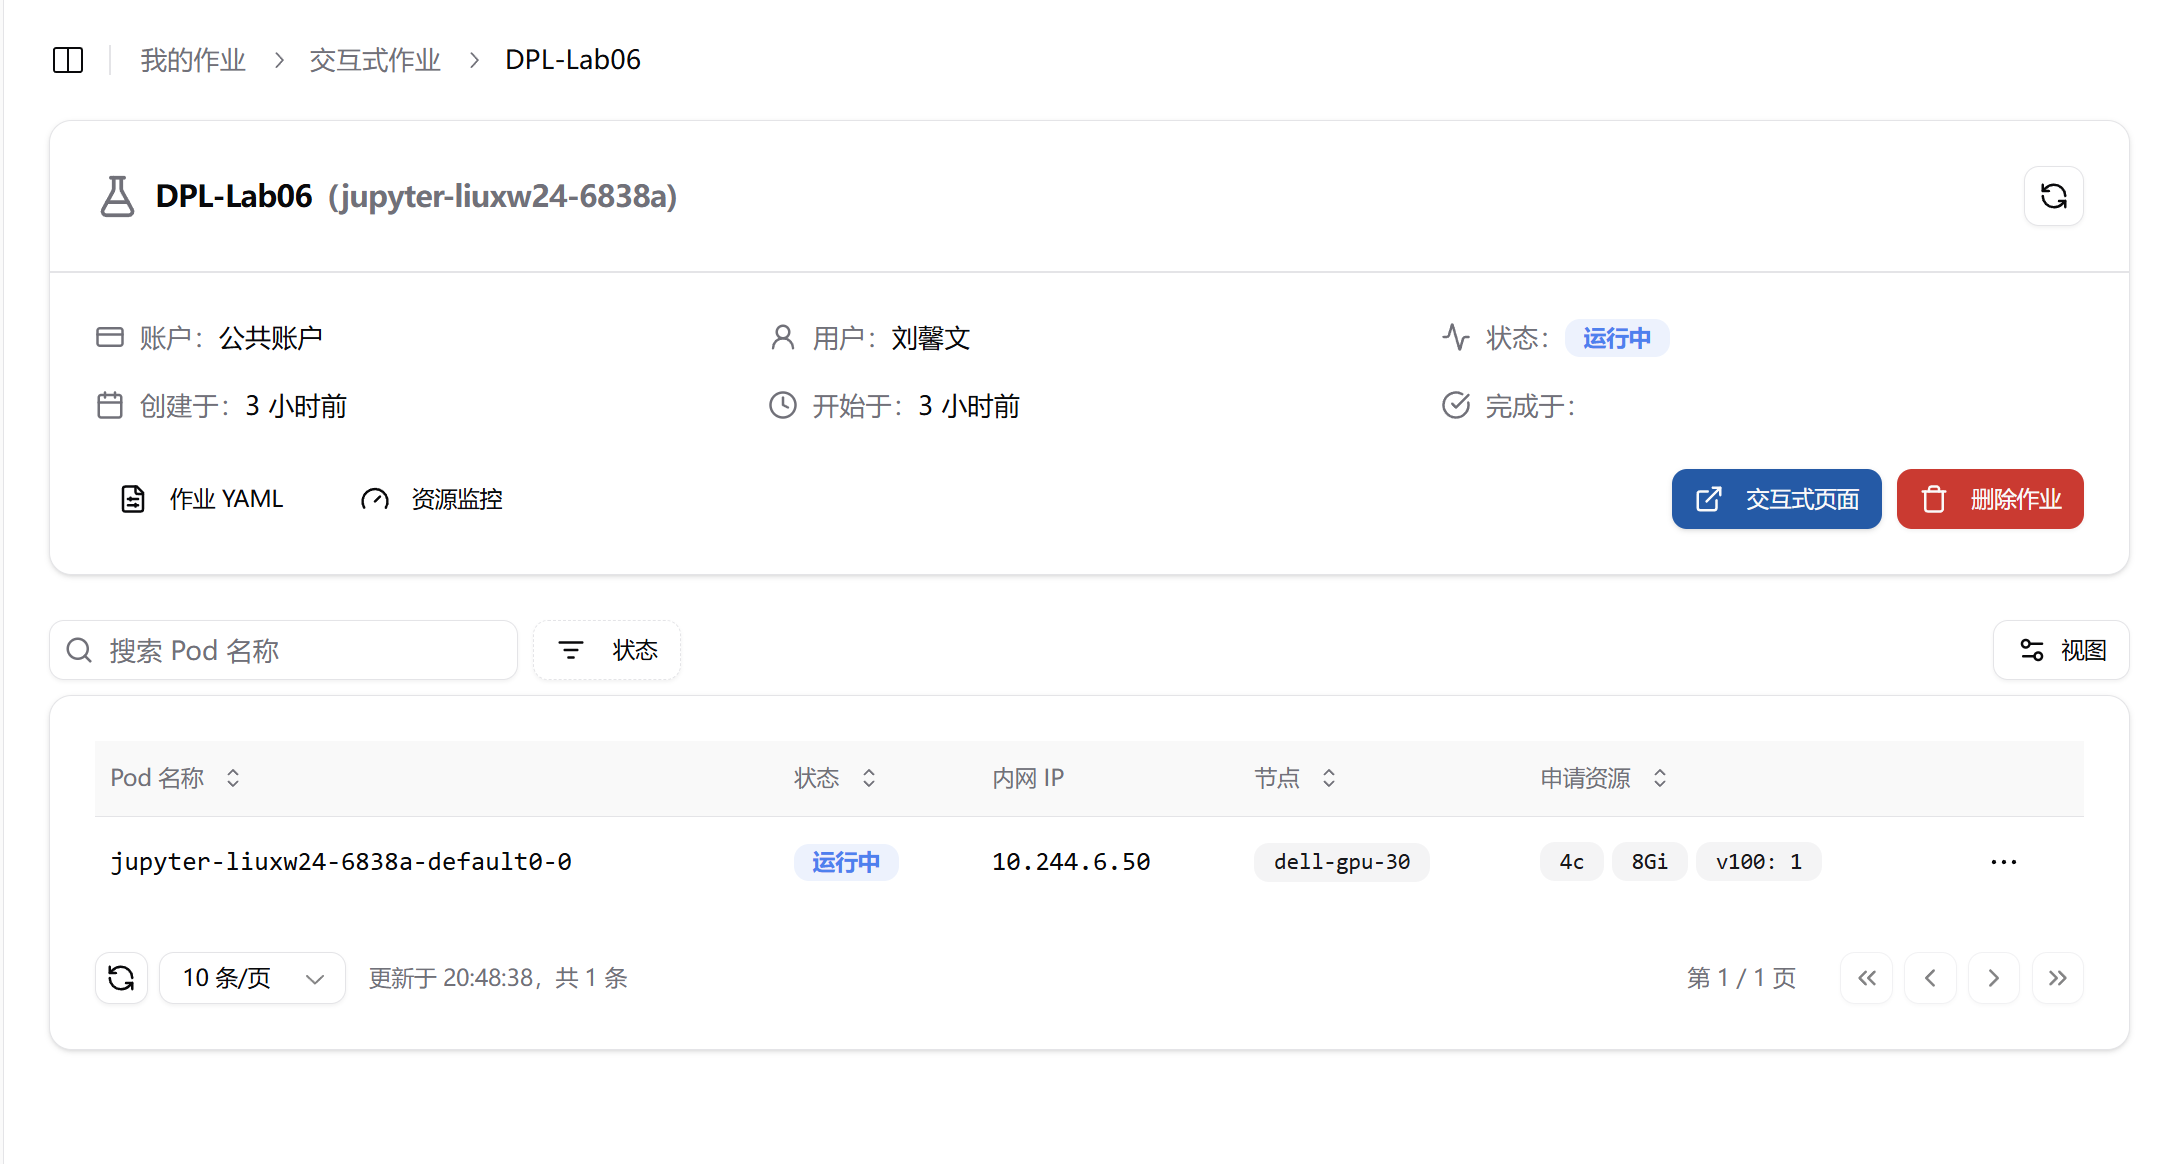 我的作业 > 交互式作业 > DPL-Lab06
DPL-Lab06 (jupyter-liuxw24-6838a)
账户： 公共账户 用户： 刘馨文 状态： 运行中
创建于： 3 小时前 开始于： 3 小时前 完成于：
作业 YAML 资源监控 交互式页面 删除作业
搜索 Pod 名称 状态 视图
Pod 名称 状态 内网 IP 节点 申请资源
jupyter-liuxw24-6838a-default0-0 运行中 10.244.6.50 dell-gpu-30 4c 8Gi v100: 1 ···
10 条/页 更新于 20:48:38，共 1 条 第 1 / 1 页